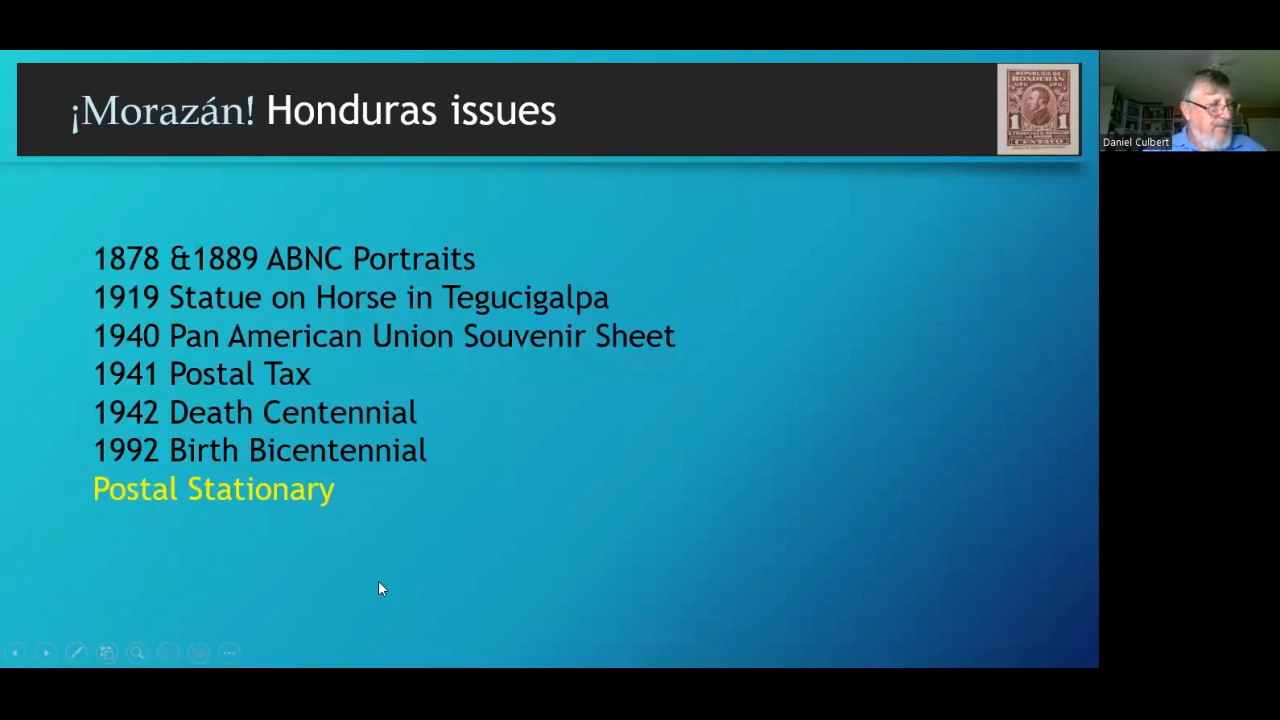 ¡Morazán! Honduras issues
REPUBLICA DE
HONDURAS
1 1
CENTAVO
Daniel Culbert
1878 &1889 ABNC Portraits
1919 Statue on Horse in Tegucigalpa
1940 Pan American Union Souvenir Sheet
1941 Postal Tax
1942 Death Centennial
1992 Birth Bicentennial
Postal Stationary